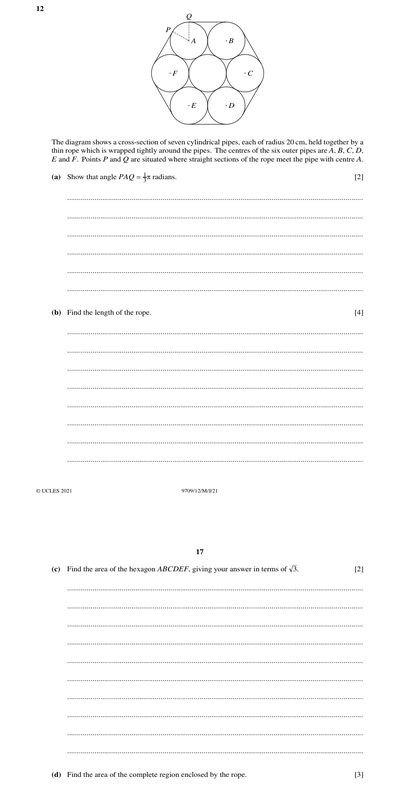 12
Q
P
A
B
F
C
E
D
The diagram shows a cross-section of seven cylindrical pipes, each of radius 20 cm, held together by a
thin rope which is wrapped tightly around the pipes. The centres of the six outer pipes are A, B, C, D,
E and F. Points P and Q are situated where straight sections of the rope meet the pipe with centre A.
(a) Show that angle PAQ = ⅓π radians. [2]
(b) Find the length of the rope. [4]
© UCLES 2021 9709/12/M/J/21
17
(c) Find the area of the hexagon ABCDEF, giving your answer in terms of √3. [2]
(d) Find the area of the complete region enclosed by the rope. [3]